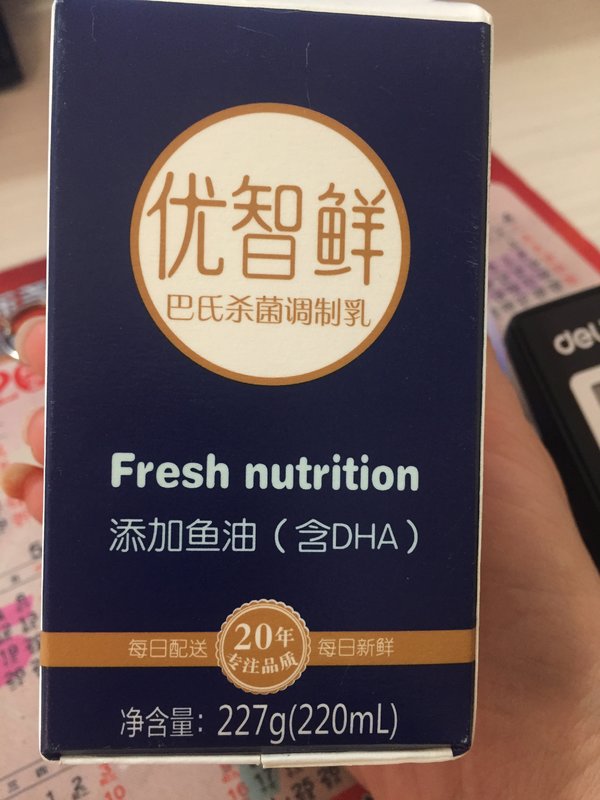 优智鲜
巴氏杀菌调制乳
Fresh nutrition
添加鱼油（含DHA）
每日配送
20年
专注品质
每日新鲜
净含量：227g(220mL)